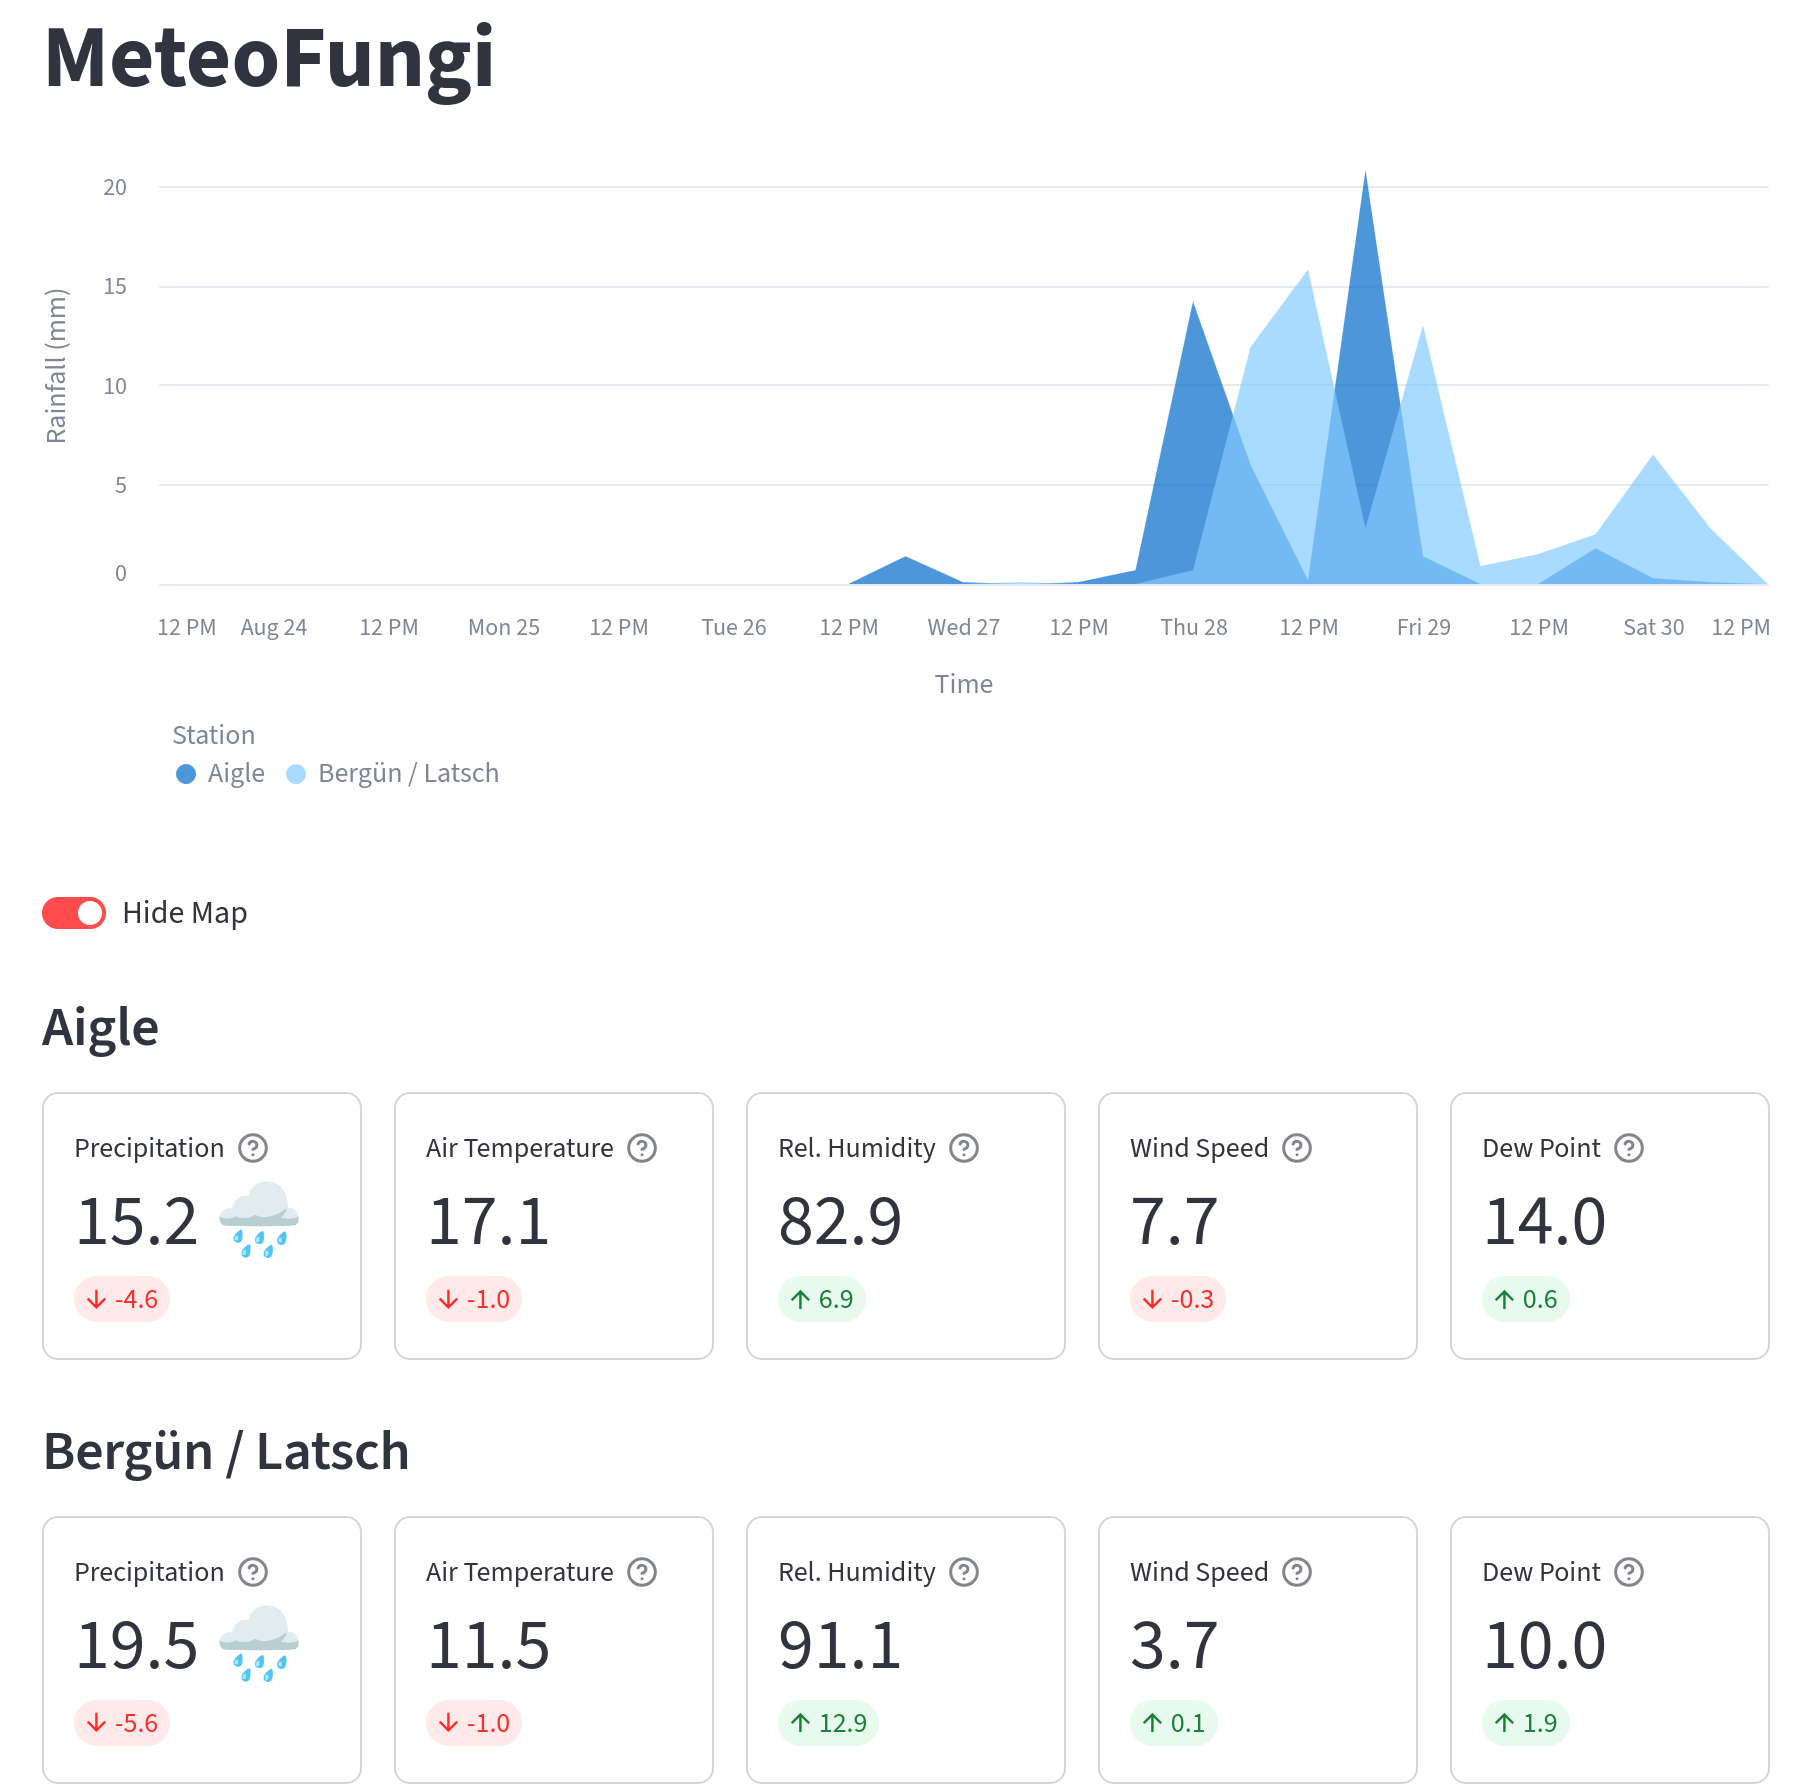 MeteoFungi
20
15
10
5
0
Rainfall (mm)
12 PM Aug 24 12 PM Mon 25 12 PM Tue 26 12 PM Wed 27 12 PM Thu 28 12 PM Fri 29 12 PM Sat 30 12 PM
Time
Station
Aigle Bergün / Latsch
Hide Map
Aigle
Precipitation ? Air Temperature ? Rel. Humidity ? Wind Speed ? Dew Point ?
15.2 17.1 82.9 7.7 14.0
↓ -4.6 ↓ -1.0 ↑ 6.9 ↓ -0.3 ↑ 0.6
Bergün / Latsch
Precipitation ? Air Temperature ? Rel. Humidity ? Wind Speed ? Dew Point ?
19.5 11.5 91.1 3.7 10.0
↓ -5.6 ↓ -1.0 ↑ 12.9 ↑ 0.1 ↑ 1.9